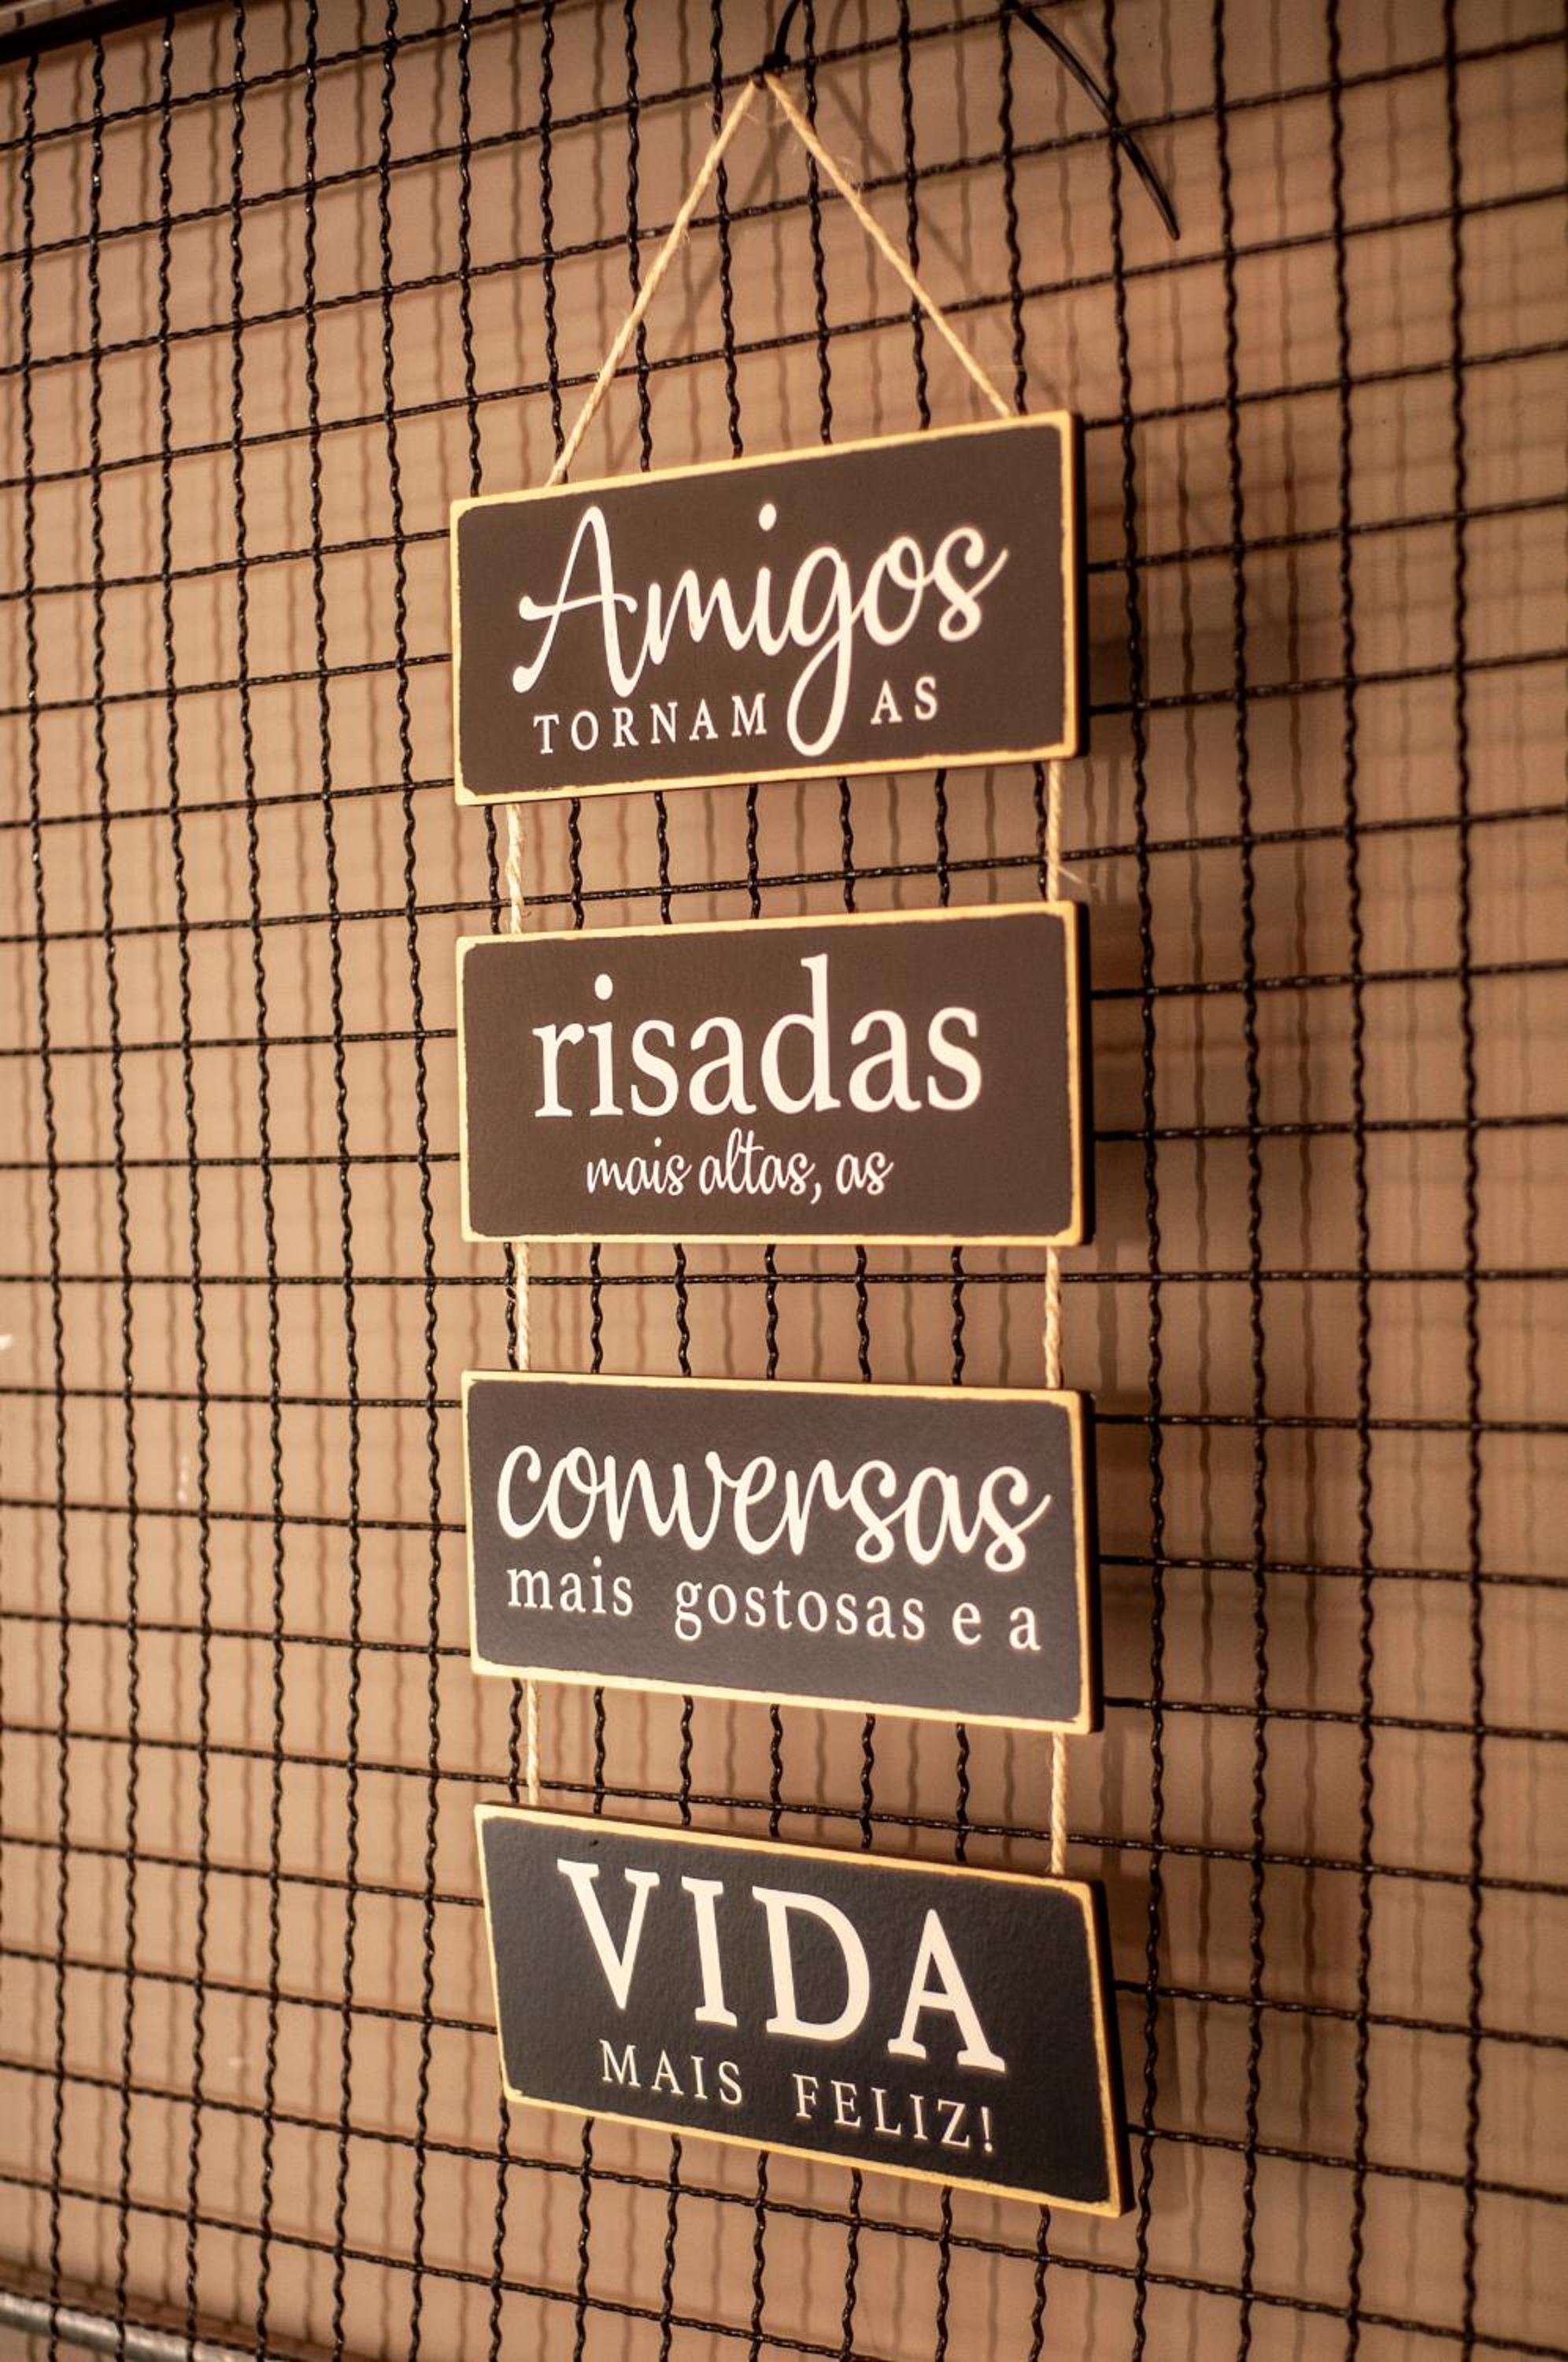 Amigos
TORNAM AS
risadas
mais altas, as
conversas
mais gostosas e a
VIDA
MAIS FELIZ!